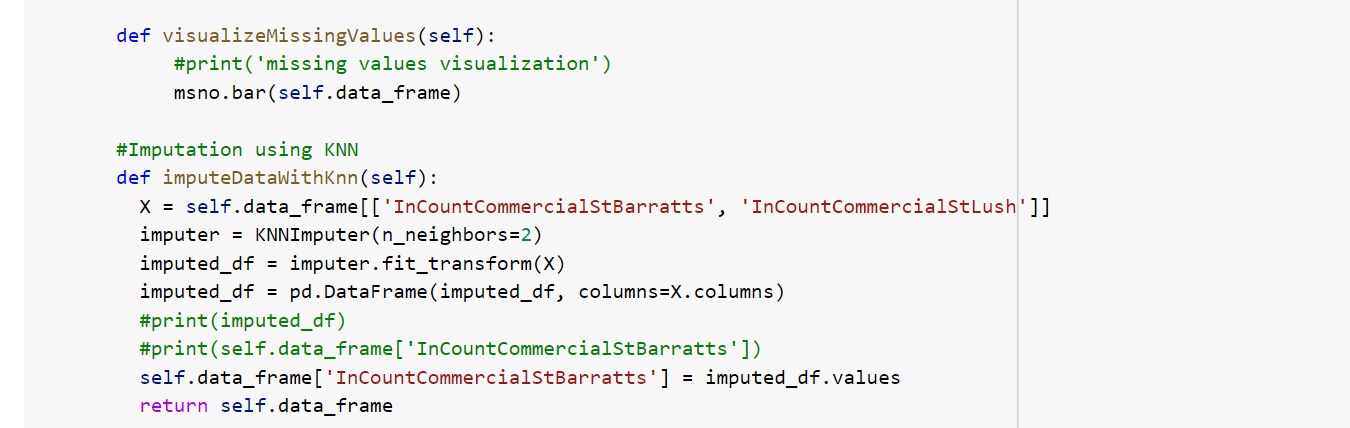 def visualizeMissingValues(self):
#print('missing values visualization')
msno.bar(self.data_frame)
#Imputation using KNN
def imputeDataWithKnn(self):
X = self.data_frame[['InCountCommercialStBarratts', 'InCountCommercialStLush']]
imputer = KNNImputer(n_neighbors=2)
imputed_df = imputer.fit_transform(X)
imputed_df = pd.DataFrame(imputed_df, columns=X.columns)
#print(imputed_df)
#print(self.data_frame['InCountCommercialStBarratts'])
self.data_frame['InCountCommercialStBarratts'] = imputed_df.values
return self.data_frame